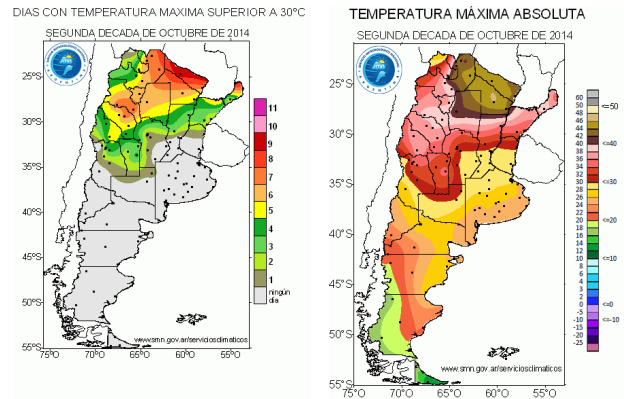 DIAS CON TEMPERATURA MAXIMA SUPERIOR A 30°C
SEGUNDA DECADA DE OCTUBRE DE 2014
smn
25°S
30°S
35°S
40°S
45°S
50°S
55°S
75°O
70°O
65°O
60°O
55°O
11
10
9
8
7
6
5
4
3
2
1
ningún
día
www.smn.gov.ar/serviciosclimaticos
TEMPERATURA MÁXIMA ABSOLUTA
SEGUNDA DECADA DE OCTUBRE DE 2014
smn
25°S
30°S
35°S
40°S
45°S
50°S
55°S
75°O
70°O
65°O
60°O
55°O
60
50
48
46
44
42
40
38
36
34
32
30
28
26
24
22
20
18
16
14
12
10
8
6
4
2
0
-5
-10
-15
-20
-25
<=50
<=40
<=30
<=20
<=10
<=0
<=-10
www.smn.gov.ar/serviciosclimaticos